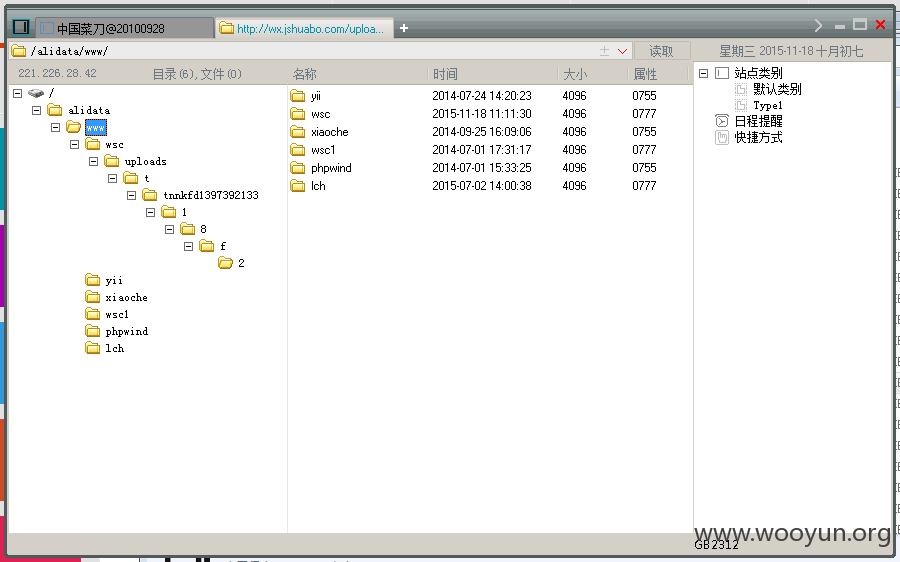 中国菜刀@20100928 http://wx.jshuabo.com/uploa... +
/alidata/www/ 读取 星期三 2015-11-18 十月初七
221.226.28.42 目录(6),文件(0) 名称 时间 大小 属性
/
alidata
www
wsc
uploads
t
tnnkfd1397392133
1
8
f
2
yii
xiaoche
wsc1
phpwind
lch
yii 2014-07-24 14:20:23 4096 0755
wsc 2015-11-18 11:11:30 4096 0777
xiaoche 2014-09-25 16:09:06 4096 0755
wsc1 2014-07-01 17:31:17 4096 0777
phpwind 2014-07-01 15:33:25 4096 0755
lch 2015-07-02 14:00:38 4096 0777
站点类别
默认类别
Type1
日程提醒
快捷方式
www.wooyun.org
GB2312